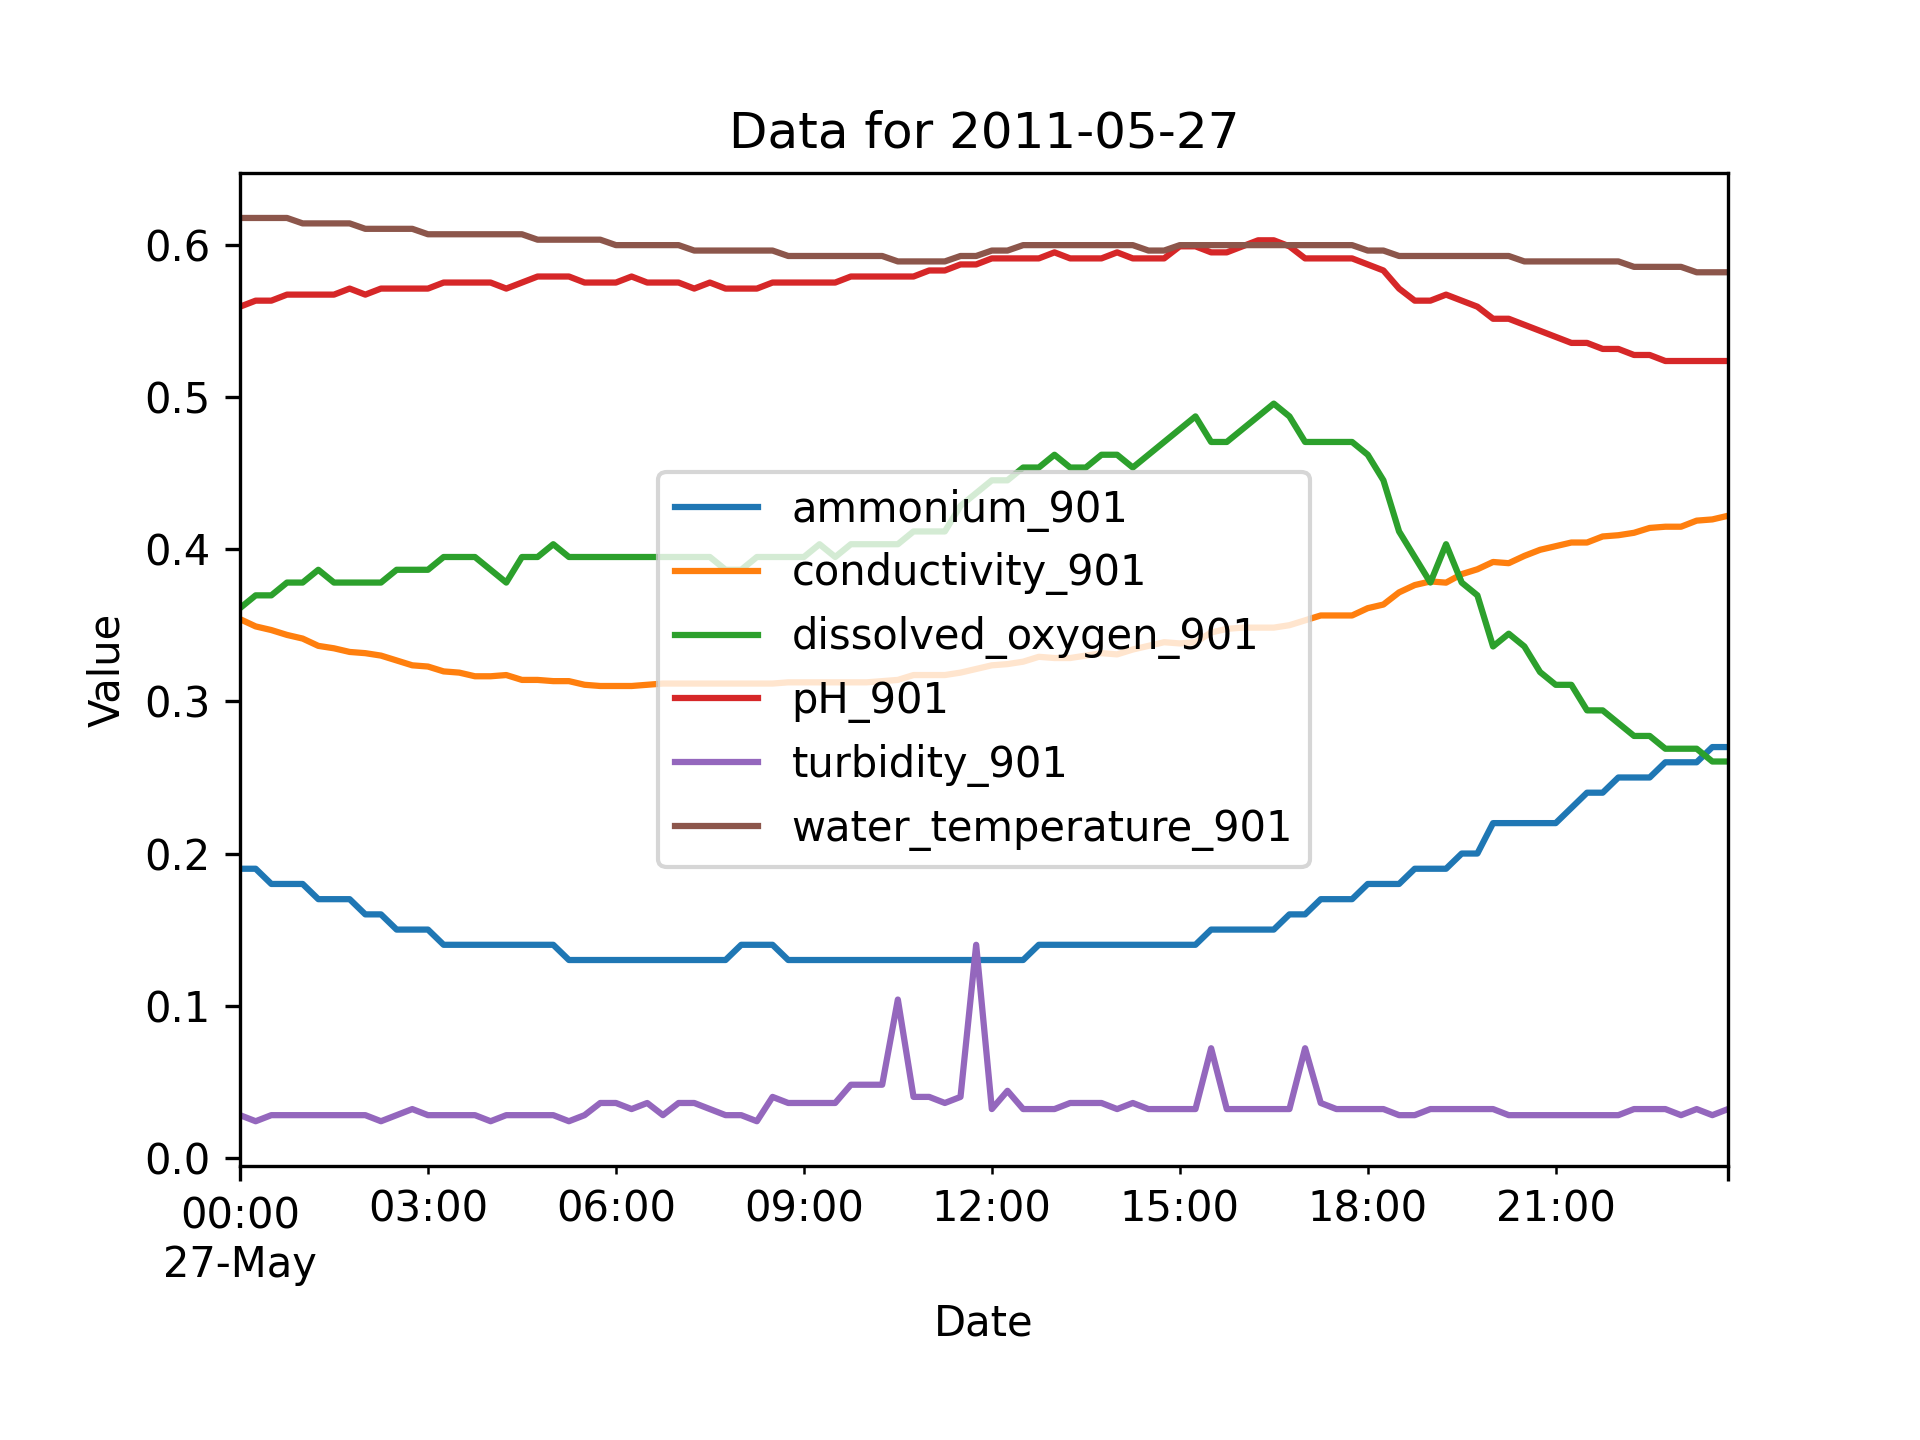 Data for 2011-05-27
Value
0.6
0.5
0.4
0.3
0.2
0.1
0.0
ammonium_901
conductivity_901
dissolved_oxygen_901
pH_901
turbidity_901
water_temperature_901
00:00 03:00 06:00 09:00 12:00 15:00 18:00 21:00
27-May
Date